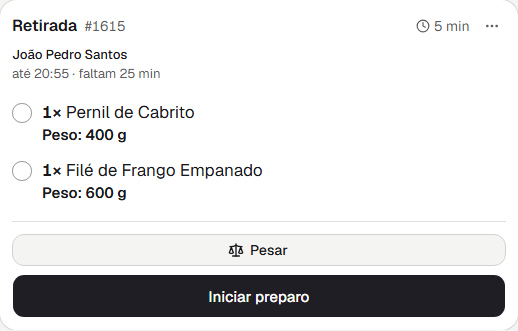 Retirada #1615 5 min
João Pedro Santos
até 20:55 · faltam 25 min
1× Pernil de Cabrito
Peso: 400 g
1× Filé de Frango Empanado
Peso: 600 g
Pesar
Iniciar preparo